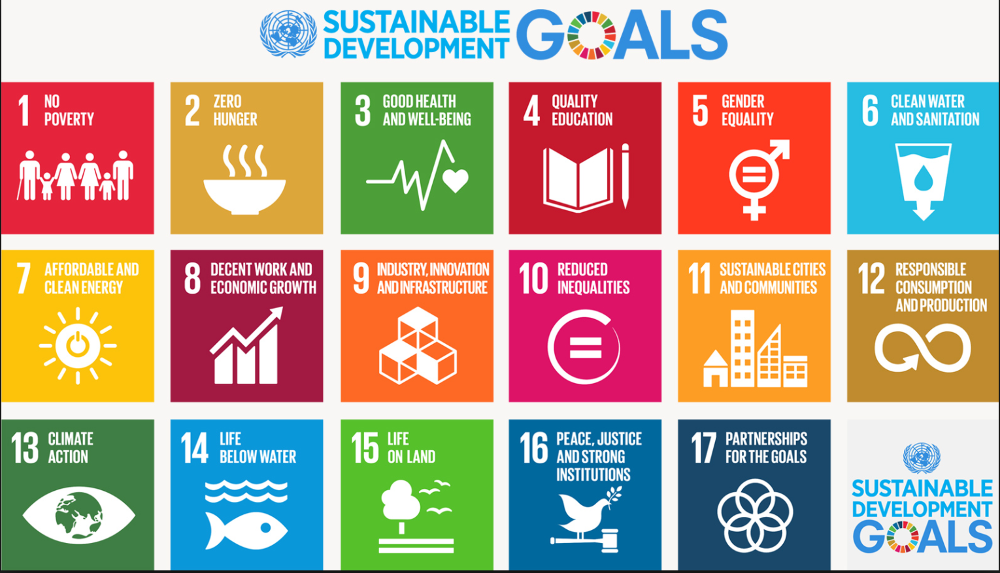 SUSTAINABLE
DEVELOPMENT
GOALS
1 NO
POVERTY
2 ZERO
HUNGER
3 GOOD HEALTH
AND WELL-BEING
4 QUALITY
EDUCATION
5 GENDER
EQUALITY
6 CLEAN WATER
AND SANITATION
7 AFFORDABLE AND
CLEAN ENERGY
8 DECENT WORK AND
ECONOMIC GROWTH
9 INDUSTRY, INNOVATION
AND INFRASTRUCTURE
10 REDUCED
INEQUALITIES
11 SUSTAINABLE CITIES
AND COMMUNITIES
12 RESPONSIBLE
CONSUMPTION
AND PRODUCTION
13 CLIMATE
ACTION
14 LIFE
BELOW WATER
15 LIFE
ON LAND
16 PEACE, JUSTICE
AND STRONG
INSTITUTIONS
17 PARTNERSHIPS
FOR THE GOALS
SUSTAINABLE
DEVELOPMENT
GOALS